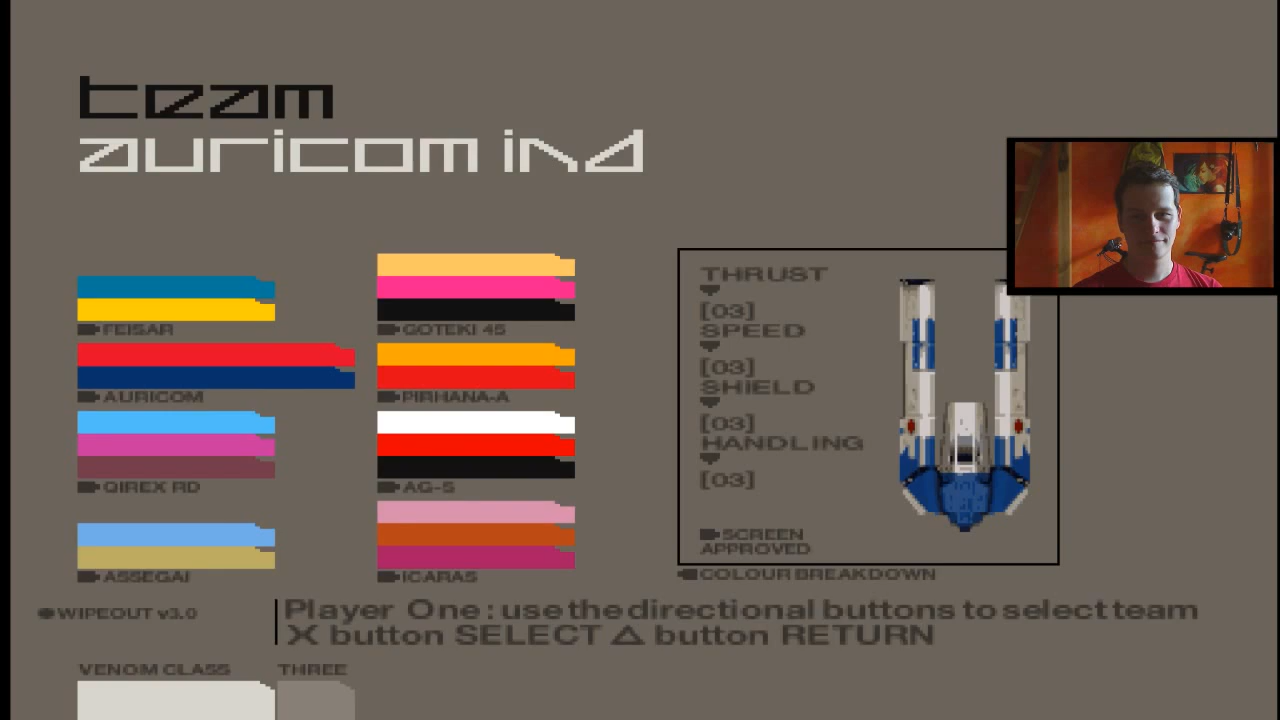 team
auricom ind
FEISAR
GOTEKI 45
AURICOM
PIRHANA-A
QIREX RD
AG-S
ASSEGAI
ICARAS
THRUST
[03]
SPEED
[03]
SHIELD
[03]
HANDLING
[03]
SCREEN
APPROVED
COLOUR BREAKDOWN
WIPEOUT v3.0
Player One : use the directional buttons to select team
X button SELECT △ button RETURN
VENOM CLASS THREE